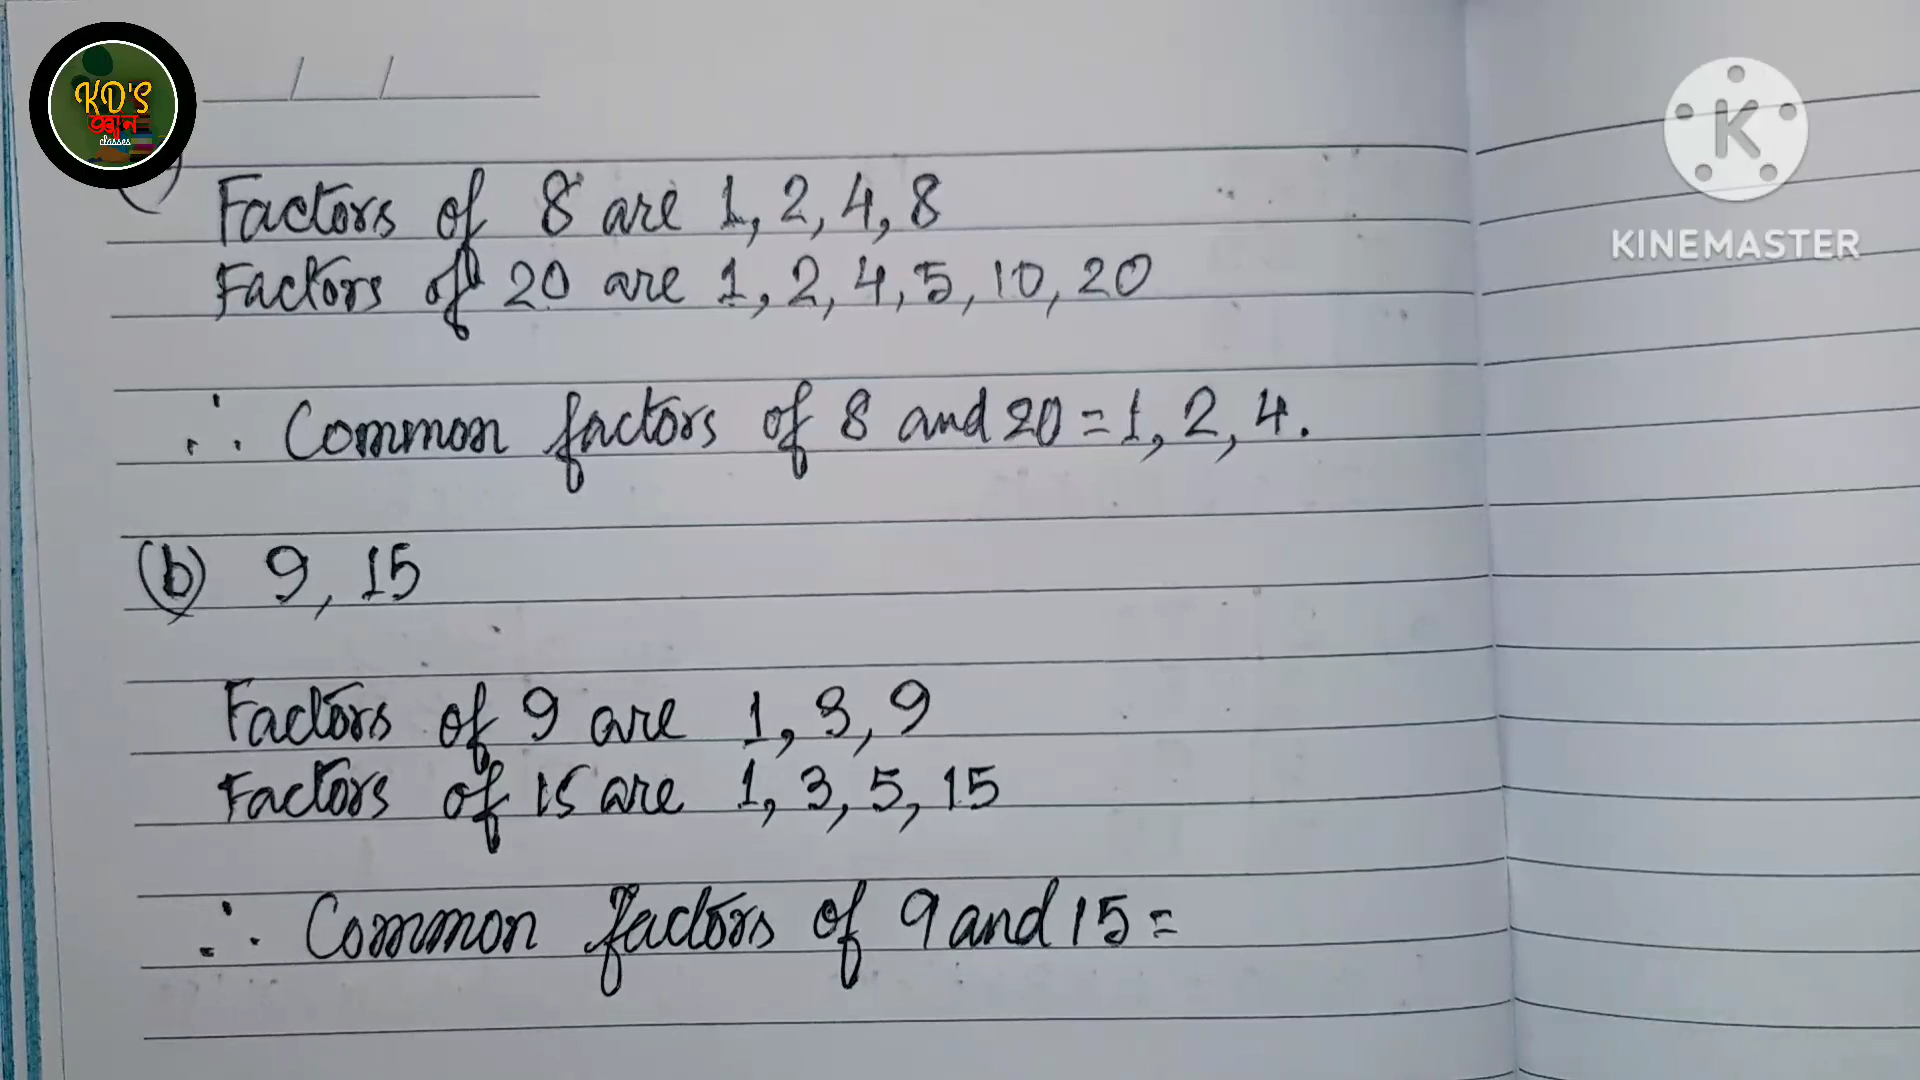 KD'S
জ্ঞান
classes
KINEMASTER
Factors of 8 are 1, 2, 4, 8
Factors of 20 are 1, 2, 4, 5, 10, 20
∴ Common factors of 8 and 20 = 1, 2, 4.
(b) 9, 15
Factors of 9 are 1, 3, 9
Factors of 15 are 1, 3, 5, 15
∴ Common factors of 9 and 15 =